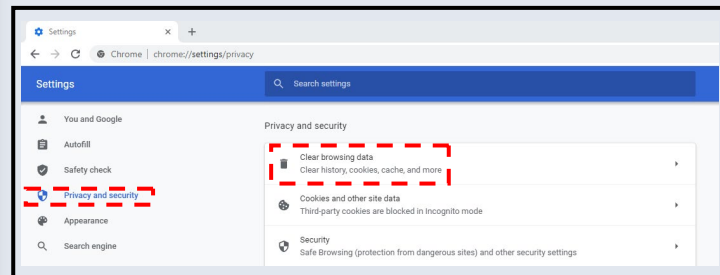 Settings
Chrome | chrome://settings/privacy
Settings
Search settings
You and Google
Autofill
Safety check
Privacy and security
Appearance
Search engine
Privacy and security
Clear browsing data
Clear history, cookies, cache, and more
Cookies and other site data
Third-party cookies are blocked in Incognito mode
Security
Safe Browsing (protection from dangerous sites) and other security settings